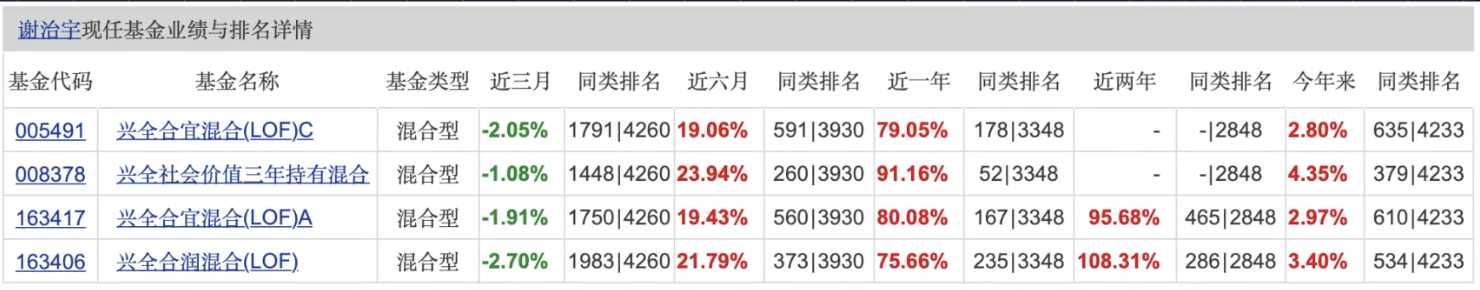 谢治宇现任基金业绩与排名详情
基金代码 基金名称 基金类型 近三月 同类排名 近六月 同类排名 近一年 同类排名 近两年 同类排名 今年来 同类排名
005491 兴全合宜混合(LOF)C 混合型 -2.05% 1791|4260 19.06% 591|3930 79.05% 178|3348 - -|2848 2.80% 635|4233
008378 兴全社会价值三年持有混合 混合型 -1.08% 1448|4260 23.94% 260|3930 91.16% 52|3348 - -|2848 4.35% 379|4233
163417 兴全合宜混合(LOF)A 混合型 -1.91% 1750|4260 19.43% 560|3930 80.08% 167|3348 95.68% 465|2848 2.97% 610|4233
163406 兴全合润混合(LOF) 混合型 -2.70% 1983|4260 21.79% 373|3930 75.66% 235|3348 108.31% 286|2848 3.40% 534|4233